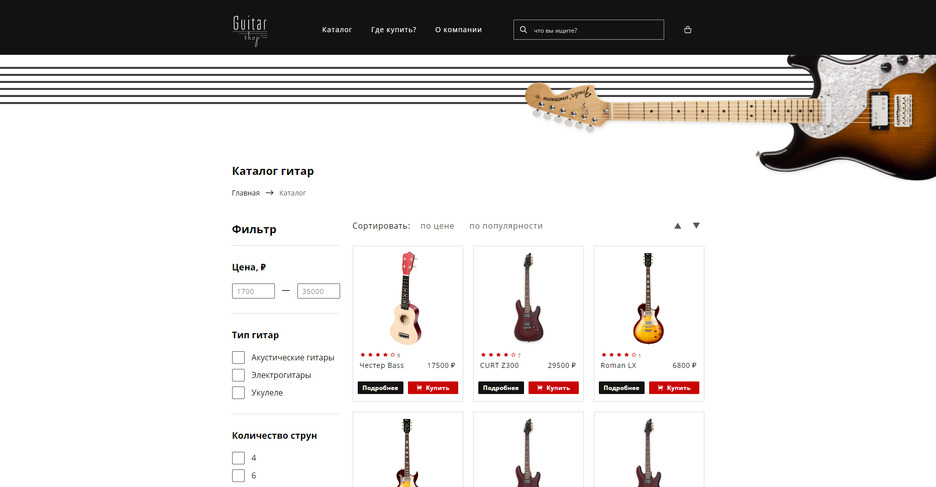 Guitar
shop
Каталог
Где купить?
О компании
что вы ищите?
Каталог гитар
Главная → Каталог
Фильтр
Сортировать: по цене по популярности ▲ ▼
Цена, ₽
1700 — 35000
Тип гитар
Акустические гитары
Электрогитары
Укулеле
Количество струн
4
6
9
Честер Bass 17500 ₽
Подробнее Купить
7
CURT Z300 29500 ₽
Подробнее Купить
1
Roman LX 6800 ₽
Подробнее Купить